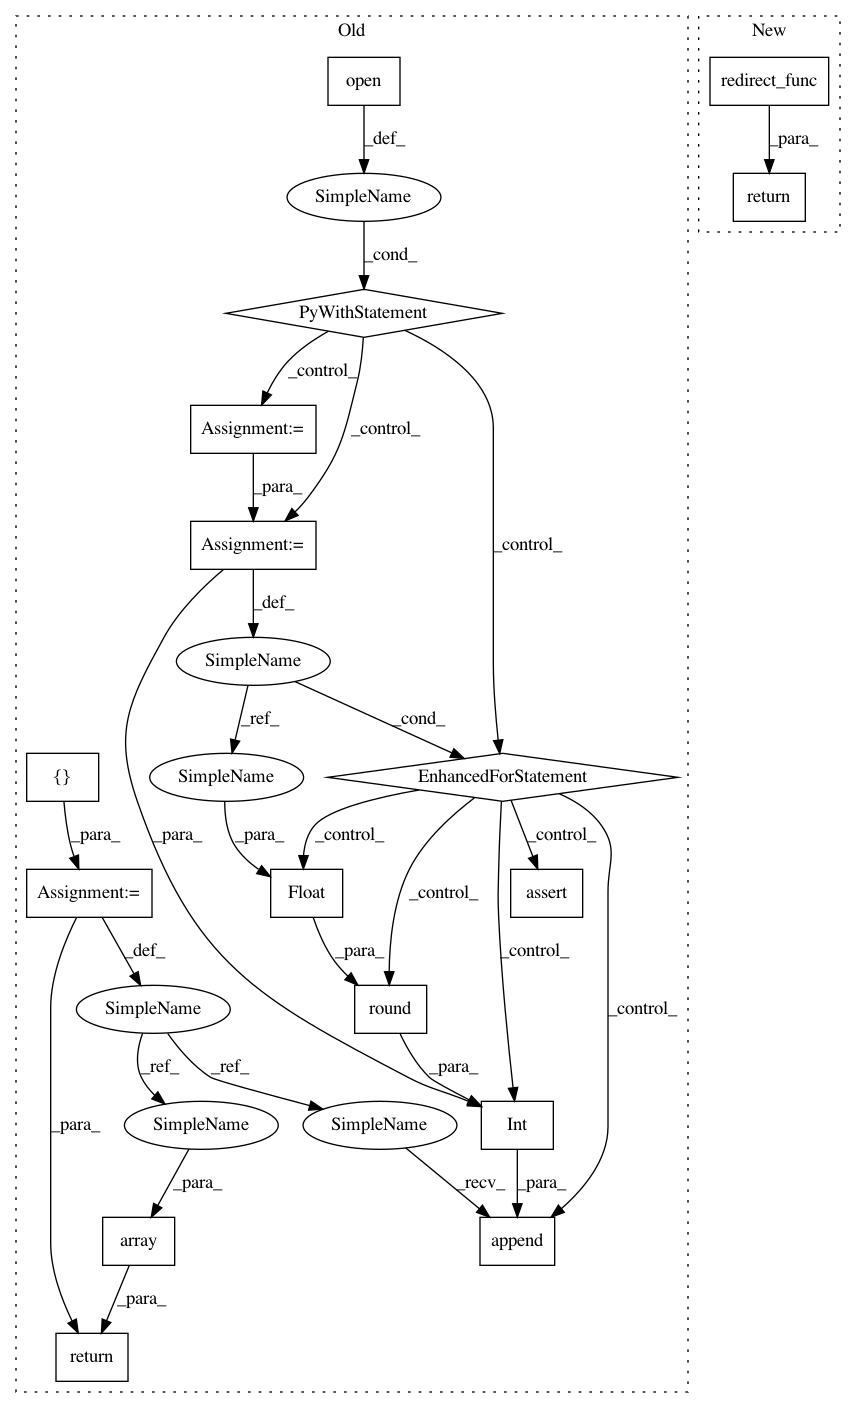 Old
New
open
redirect_func
_def_
_para_
SimpleName
return
_cond_
PyWithStatement
_control_
Assignment:=
_control_
_para_
Assignment:=
_control_
_def_
SimpleName
_ref_
_cond_
{}
SimpleName
EnhancedForStatement
_para_
_para_
_para_
_control_
_control_
Assignment:=
Float
_control_
assert
_def_
_para_
_control_
SimpleName
round
_control_
_ref_
_ref_
_para_
_para_
SimpleName
SimpleName
Int
_para_
_recv_
_para_
array
append
_para_
return